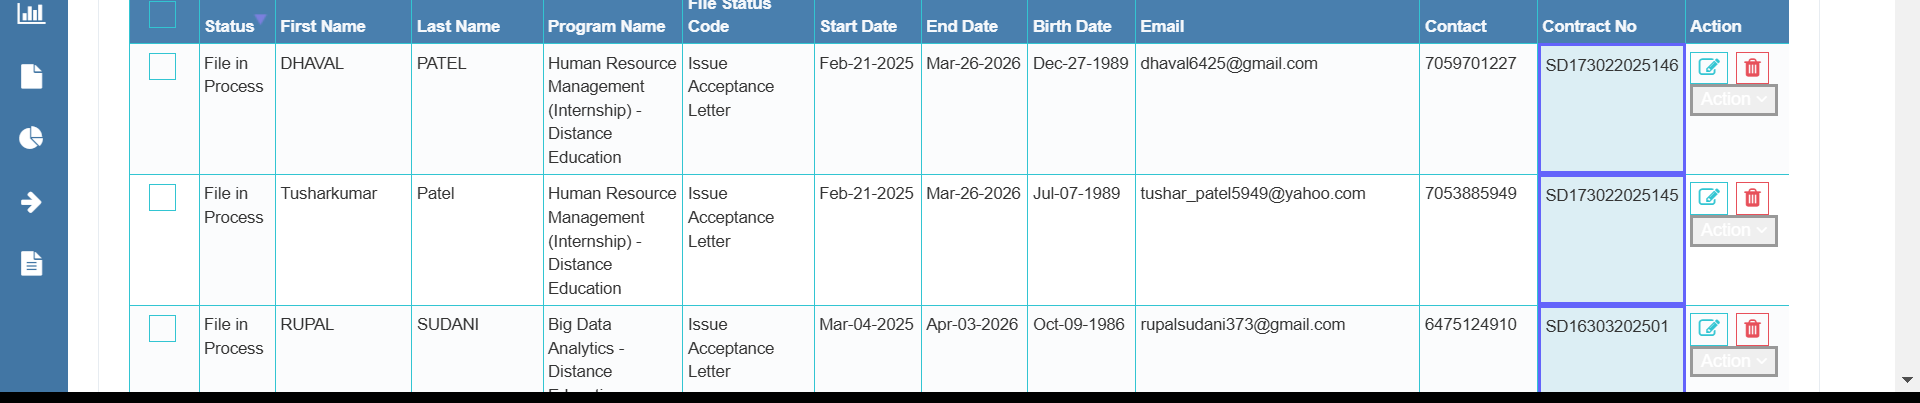 Status First Name Last Name Program Name File Status Code Start Date End Date Birth Date Email Contact Contract No Action
File in Process DHAVAL PATEL Human Resource Management (Internship) - Distance Education Issue Acceptance Letter Feb-21-2025 Mar-26-2026 Dec-27-1989 dhaval6425@gmail.com 7059701227 SD173022025146 Action
File in Process Tusharkumar Patel Human Resource Management (Internship) - Distance Education Issue Acceptance Letter Feb-21-2025 Mar-26-2026 Jul-07-1989 tushar_patel5949@yahoo.com 7053885949 SD173022025145 Action
File in Process RUPAL SUDANI Big Data Analytics - Distance Issue Acceptance Letter Mar-04-2025 Apr-03-2026 Oct-09-1986 rupalsudani373@gmail.com 6475124910 SD16303202501 Action